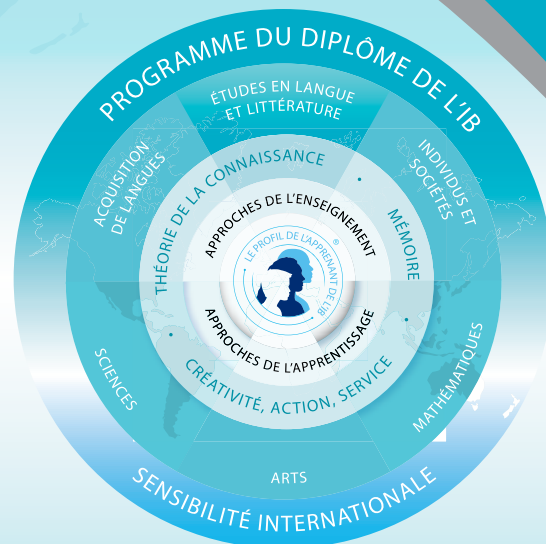 PROGRAMME DU DIPLÔME DE L'IB
ÉTUDES EN LANGUE
ET LITTÉRATURE
ACQUISITION
DE LANGUES
INDIVIDUS ET
SOCIÉTÉS
THÉORIE DE LA CONNAISSANCE
MÉMOIRE
APPROCHES DE L'ENSEIGNEMENT
LE PROFIL DE L'APPRENANT DE L'IB
®
APPROCHES DE L'APPRENTISSAGE
CRÉATIVITÉ, ACTION, SERVICE
SCIENCES
MATHÉMATIQUES
ARTS
SENSIBILITÉ INTERNATIONALE